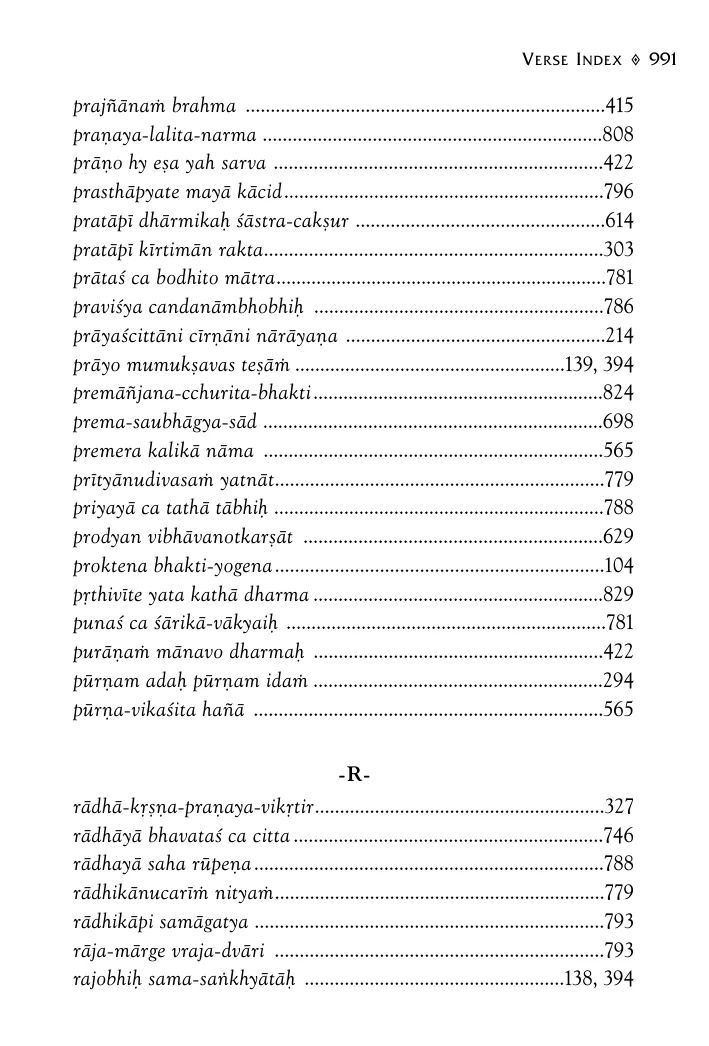 VERSE INDEX ◈ 991
prajñānaṁ brahma ........................................................................415
praṇaya-lalita-narma ....................................................................808
prāṇo hy eṣa yah sarva ..................................................................422
prasthāpyate mayā kācid................................................................796
pratāpī dhārmikaḥ śāstra-cakṣur ..................................................614
pratāpī kīrtimān rakta....................................................................303
prātaś ca bodhito mātra..................................................................781
praviśya candanāmbhobhiḥ ..........................................................786
prāyaścittāni cīrṇāni nārāyaṇa ....................................................214
prāyo mumukṣavas teṣāṁ ......................................................139, 394
premāñjana-cchurita-bhakti..........................................................824
prema-saubhāgya-sād ....................................................................698
premera kalikā nāma ....................................................................565
prītyānudivasaṁ yatnāt..................................................................779
priyayā ca tathā tābhiḥ ..................................................................788
prodyan vibhāvanotkarṣāt ............................................................629
proktena bhakti-yogena..................................................................104
pṛthivīte yata kathā dharma ..........................................................829
punaś ca śārikā-vākyaiḥ ................................................................781
purāṇaṁ mānavo dharmaḥ ..........................................................422
pūrṇam adaḥ pūrṇam idaṁ ..........................................................294
pūrṇa-vikaśita hañā ......................................................................565
-R-
rādhā-kṛṣṇa-praṇaya-vikṛtir..........................................................327
rādhāyā bhavataś ca citta ..............................................................746
rādhayā saha rūpeṇa......................................................................788
rādhikānucarīṁ nityaṁ..................................................................779
rādhikāpi samāgatya ......................................................................793
rāja-mārge vraja-dvāri ..................................................................793
rajobhiḥ sama-saṅkhyātāḥ ....................................................138, 394